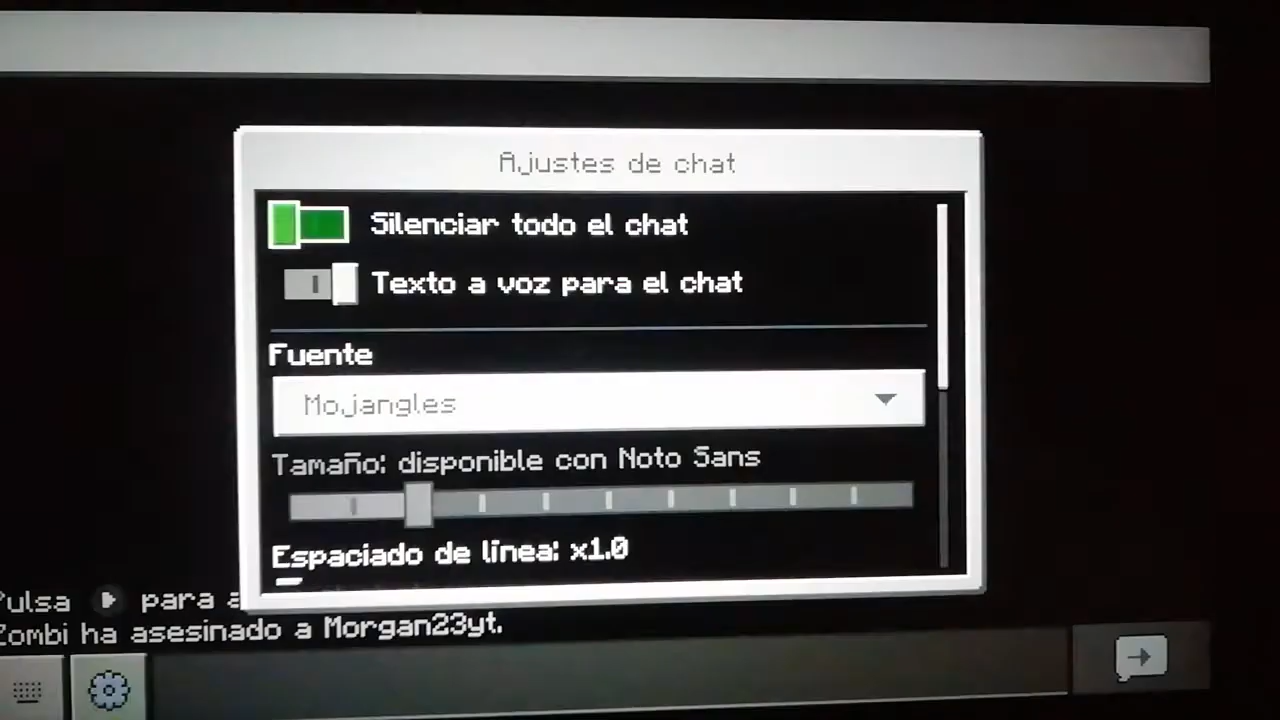 Ajustes de chat
Silenciar todo el chat
Texto a voz para el chat
Fuente
Mojangles
Tamaño: disponible con Noto Sans
Espaciado de línea: x1.0
Pulsa para a
Zombi ha asesinado a Morgan23yt.